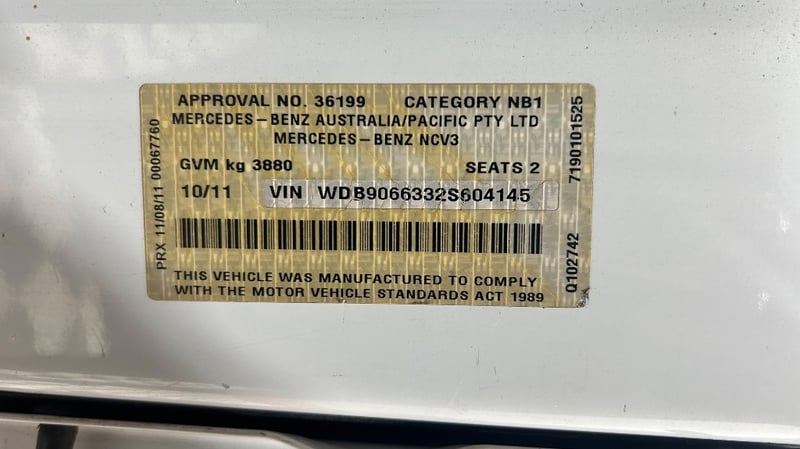 APPROVAL NO. 36199 CATEGORY NB1
MERCEDES-BENZ AUSTRALIA/PACIFIC PTY LTD
MERCEDES-BENZ NCV3
GVM kg 3880 SEATS 2
10/11 VIN WDB9066332S604145
THIS VEHICLE WAS MANUFACTURED TO COMPLY
WITH THE MOTOR VEHICLE STANDARDS ACT 1989
PRX 11/08/11 00067760
Q102742 7190101525